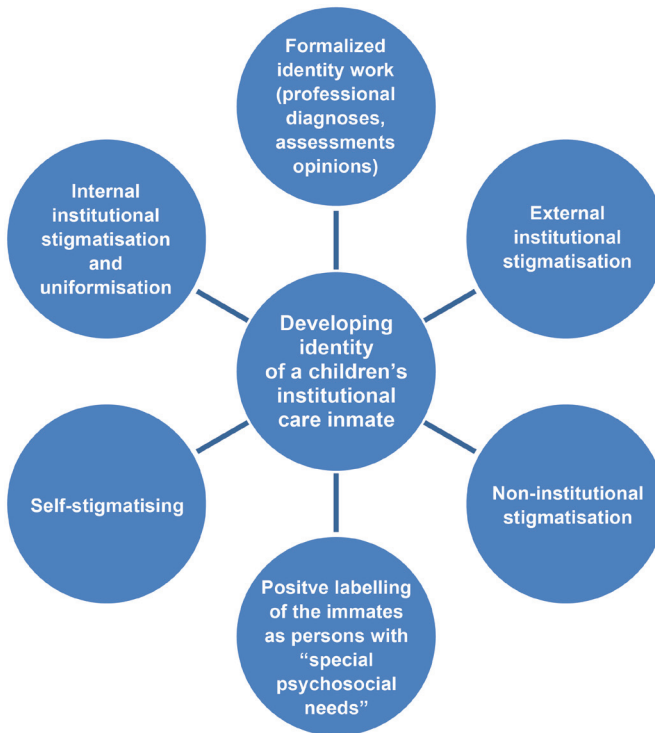 Formalized
identity work
(professional
diagnoses,
assessments
opinions)
Internal
institutional
stigmatisation
and
uniformisation
External
institutional
stigmatisation
Developing
identity
of a children’s
institutional
care inmate
Self-stigmatising
Non-institutional
stigmatisation
Positve labelling
of the immates
as persons with
“special
psychosocial
needs”